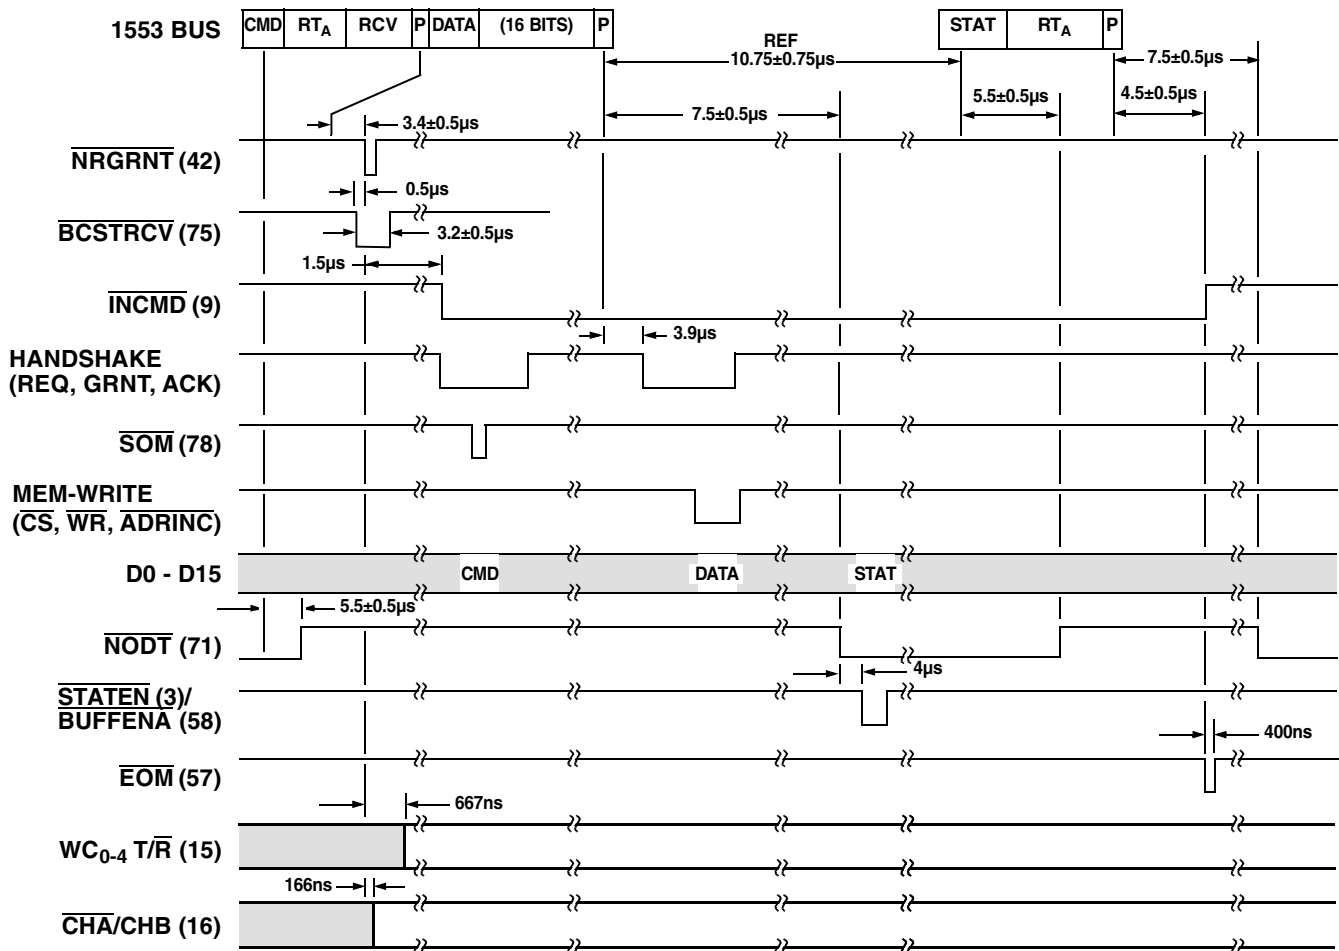 1553 BUS CMD RTA RCV P DATA (16 BITS) P STAT RTA P
REF
10.75±0.75µs
7.5±0.5µs
3.4±0.5µs
7.5±0.5µs
5.5±0.5µs
4.5±0.5µs
NRGRNT (42)
0.5µs
BCSTRCV (75)
3.2±0.5µs
1.5µs
INCMD (9)
3.9µs
HANDSHAKE
(REQ, GRNT, ACK)
SOM (78)
MEM-WRITE
(CS, WR, ADRINC)
D0 - D15 CMD DATA STAT
5.5±0.5µs
NODT (71)
4µs
STATEN (3)/
BUFFENA (58)
400ns
EOM (57)
667ns
WC0-4 T/R (15)
166ns
CHA/CHB (16)